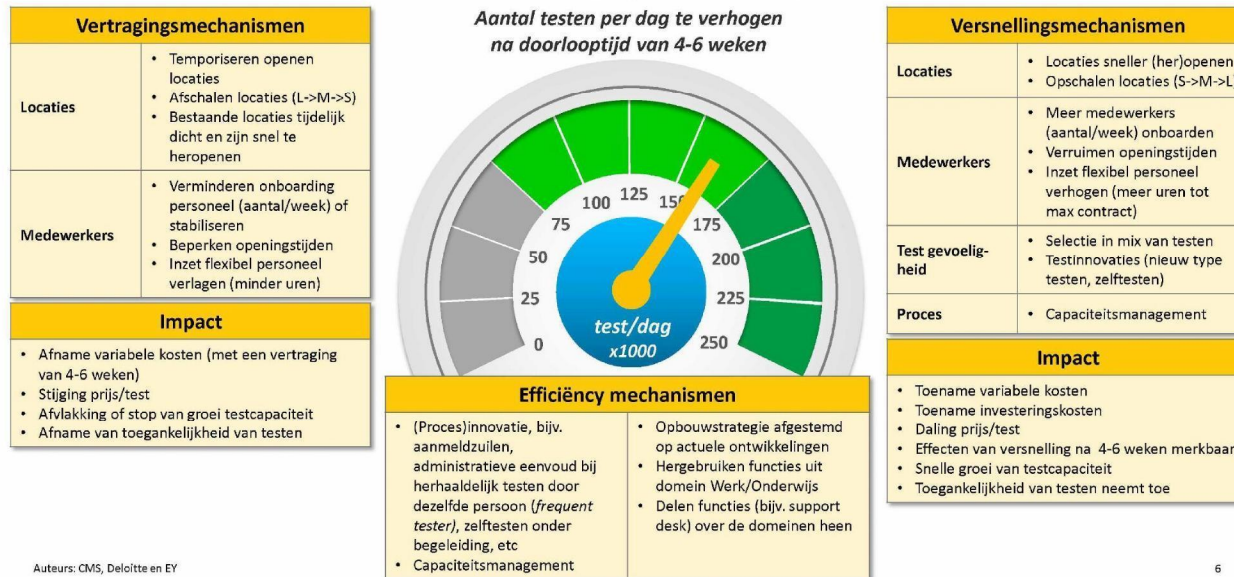 Aantal testen per dag te verhogen
na doorlooptijd van 4-6 weken
Vertragingsmechanismen
Locaties
• Temporiseren openen
locaties
• Afschalen locaties (L->M->S)
• Bestaande locaties tijdelijk
dicht en zijn snel te
heropenen
Medewerkers
• Verminderen onboarding
personeel (aantal/week) of
stabiliseren
• Beperken openingstijden
• Inzet flexibel personeel
verlagen (minder uren)
Impact
• Afname variabele kosten (met een vertraging
van 4-6 weken)
• Stijging prijs/test
• Afvlakking of stop van groei testcapaciteit
• Afname van toegankelijkheid van testen
0
25
50
75
100
125
150
175
200
225
250
test/dag
x1000
Efficiëncy mechanismen
• (Proces)innovatie, bijv.
aanmeldzuilen,
administratieve eenvoud bij
herhaaldelijk testen door
dezelfde persoon (frequent
tester), zelftesten onder
begeleiding, etc
• Capaciteitsmanagement
• Opbouwstrategie afgestemd
op actuele ontwikkelingen
• Hergebruiken functies uit
domein Werk/Onderwijs
• Delen functies (bijv. support
desk) over de domeinen heen
Versnellingsmechanismen
Locaties
• Locaties sneller (her)openen
• Opschalen locaties (S->M->L)
Medewerkers
• Meer medewerkers
(aantal/week) onboarden
• Verruimen openingstijden
• Inzet flexibel personeel
verhogen (meer uren tot
max contract)
Test gevoelig-
heid
• Selectie in mix van testen
• Testinnovaties (nieuw type
testen, zelftesten)
Proces
• Capaciteitsmanagement
Impact
• Toename variabele kosten
• Toename investeringskosten
• Daling prijs/test
• Effecten van versnelling na 4-6 weken merkbaar
• Snelle groei van testcapaciteit
• Toegankelijkheid van testen neemt toe
Auteurs: CMS, Deloitte en EY
6